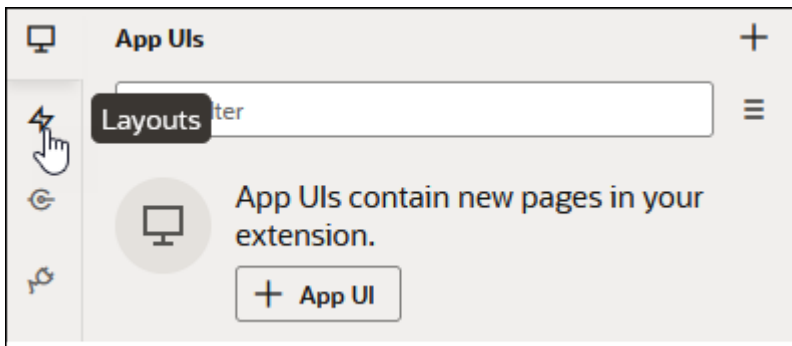 App UIs
Layouts
lter
App UIs contain new pages in your
extension.
+ App UI